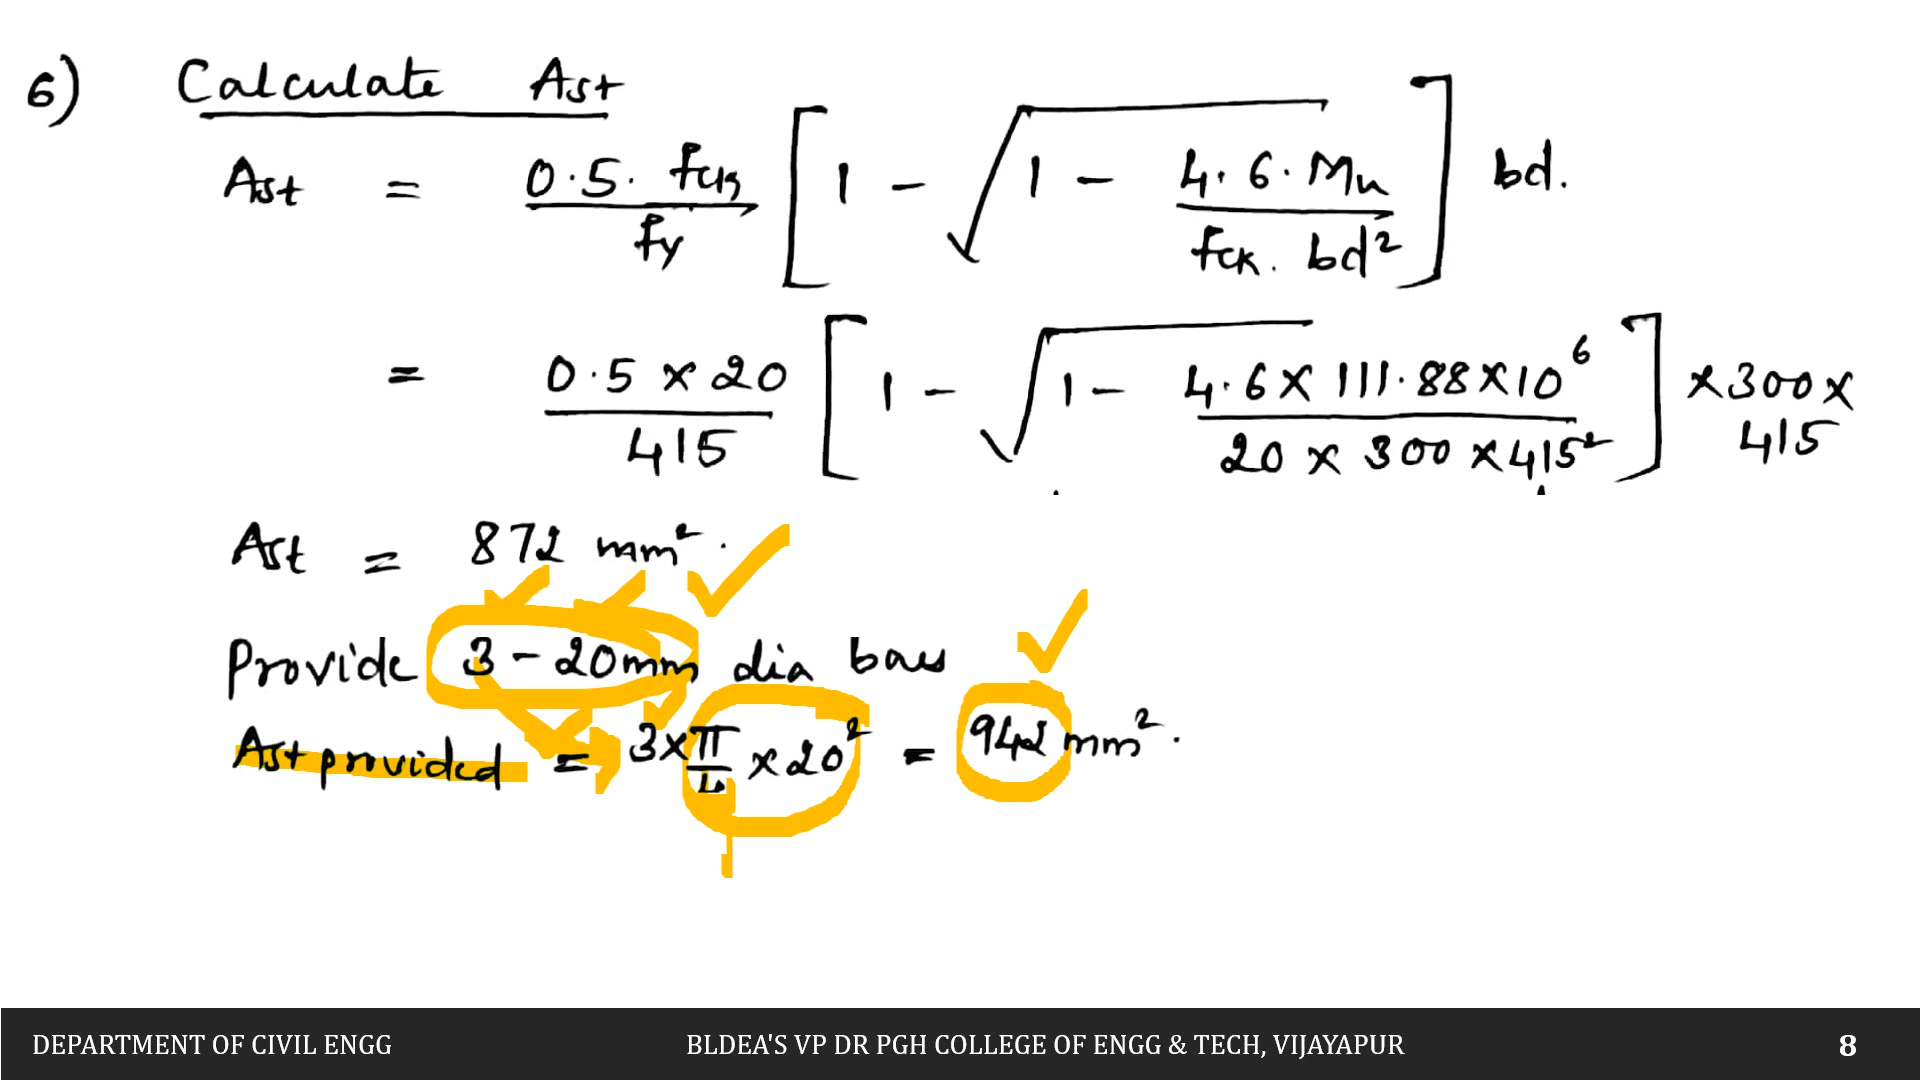 6) Calculate Ast
Ast = 0.5. fck / fy [ 1 - √ 1 - 4.6. Mu / fck. bd² ] bd.
= 0.5 x 20 / 415 [ 1 - √ 1 - 4.6 x 111.88 x 10⁶ / 20 x 300 x 415² ] x 300 x 415
Ast = 872 mm².
Provide 3 - 20mm dia bars
Ast provided = 3 x π/4 x 20² = 942 mm².
DEPARTMENT OF CIVIL ENGG BLDEA'S VP DR PGH COLLEGE OF ENGG & TECH, VIJAYAPUR 8